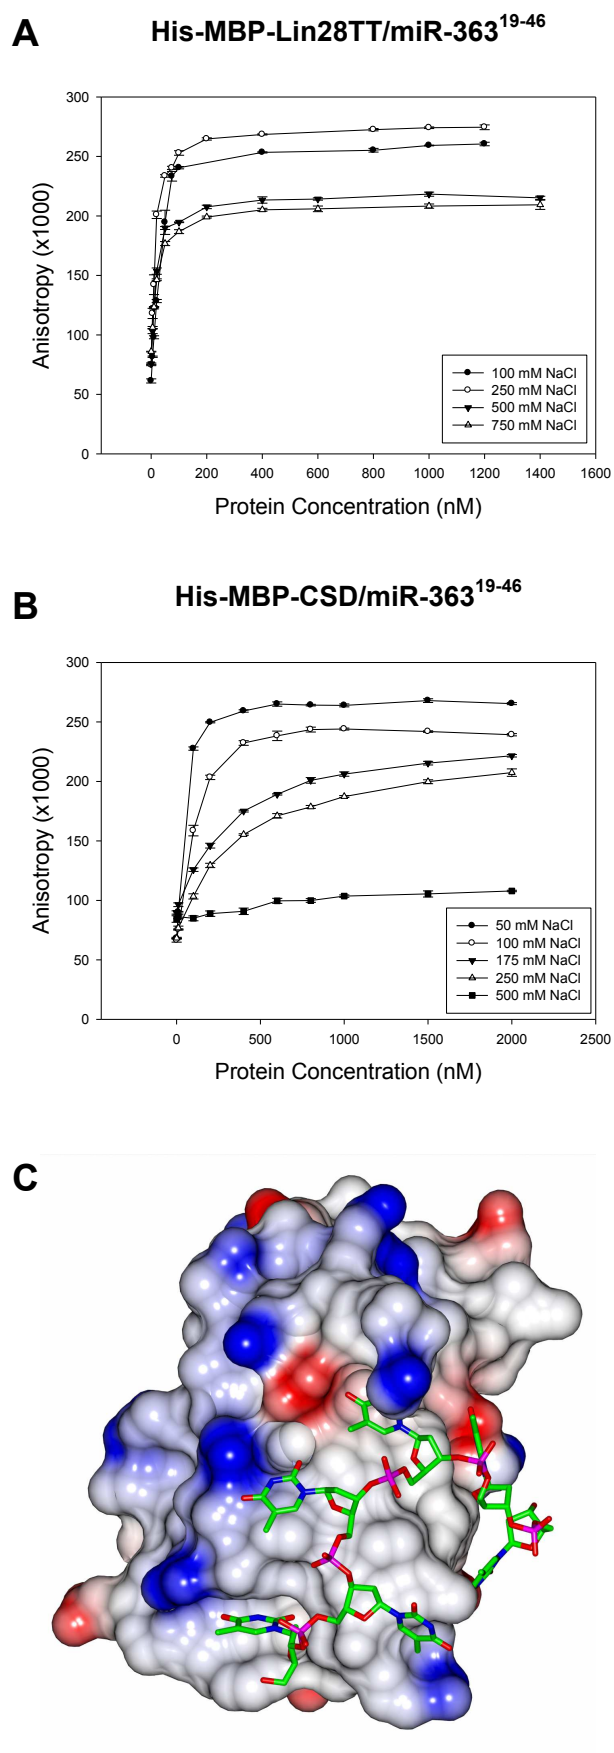 A
His-MBP-Lin28TT/miR-36319-46
300
250
200
150
100
50
0
Anisotropy (x1000)
100 mM NaCl
250 mM NaCl
500 mM NaCl
750 mM NaCl
0 200 400 600 800 1000 1200 1400 1600
Protein Concentration (nM)
B
His-MBP-CSD/miR-36319-46
300
250
200
150
100
50
0
Anisotropy (x1000)
50 mM NaCl
100 mM NaCl
175 mM NaCl
250 mM NaCl
500 mM NaCl
0 500 1000 1500 2000 2500
Protein Concentration (nM)
C